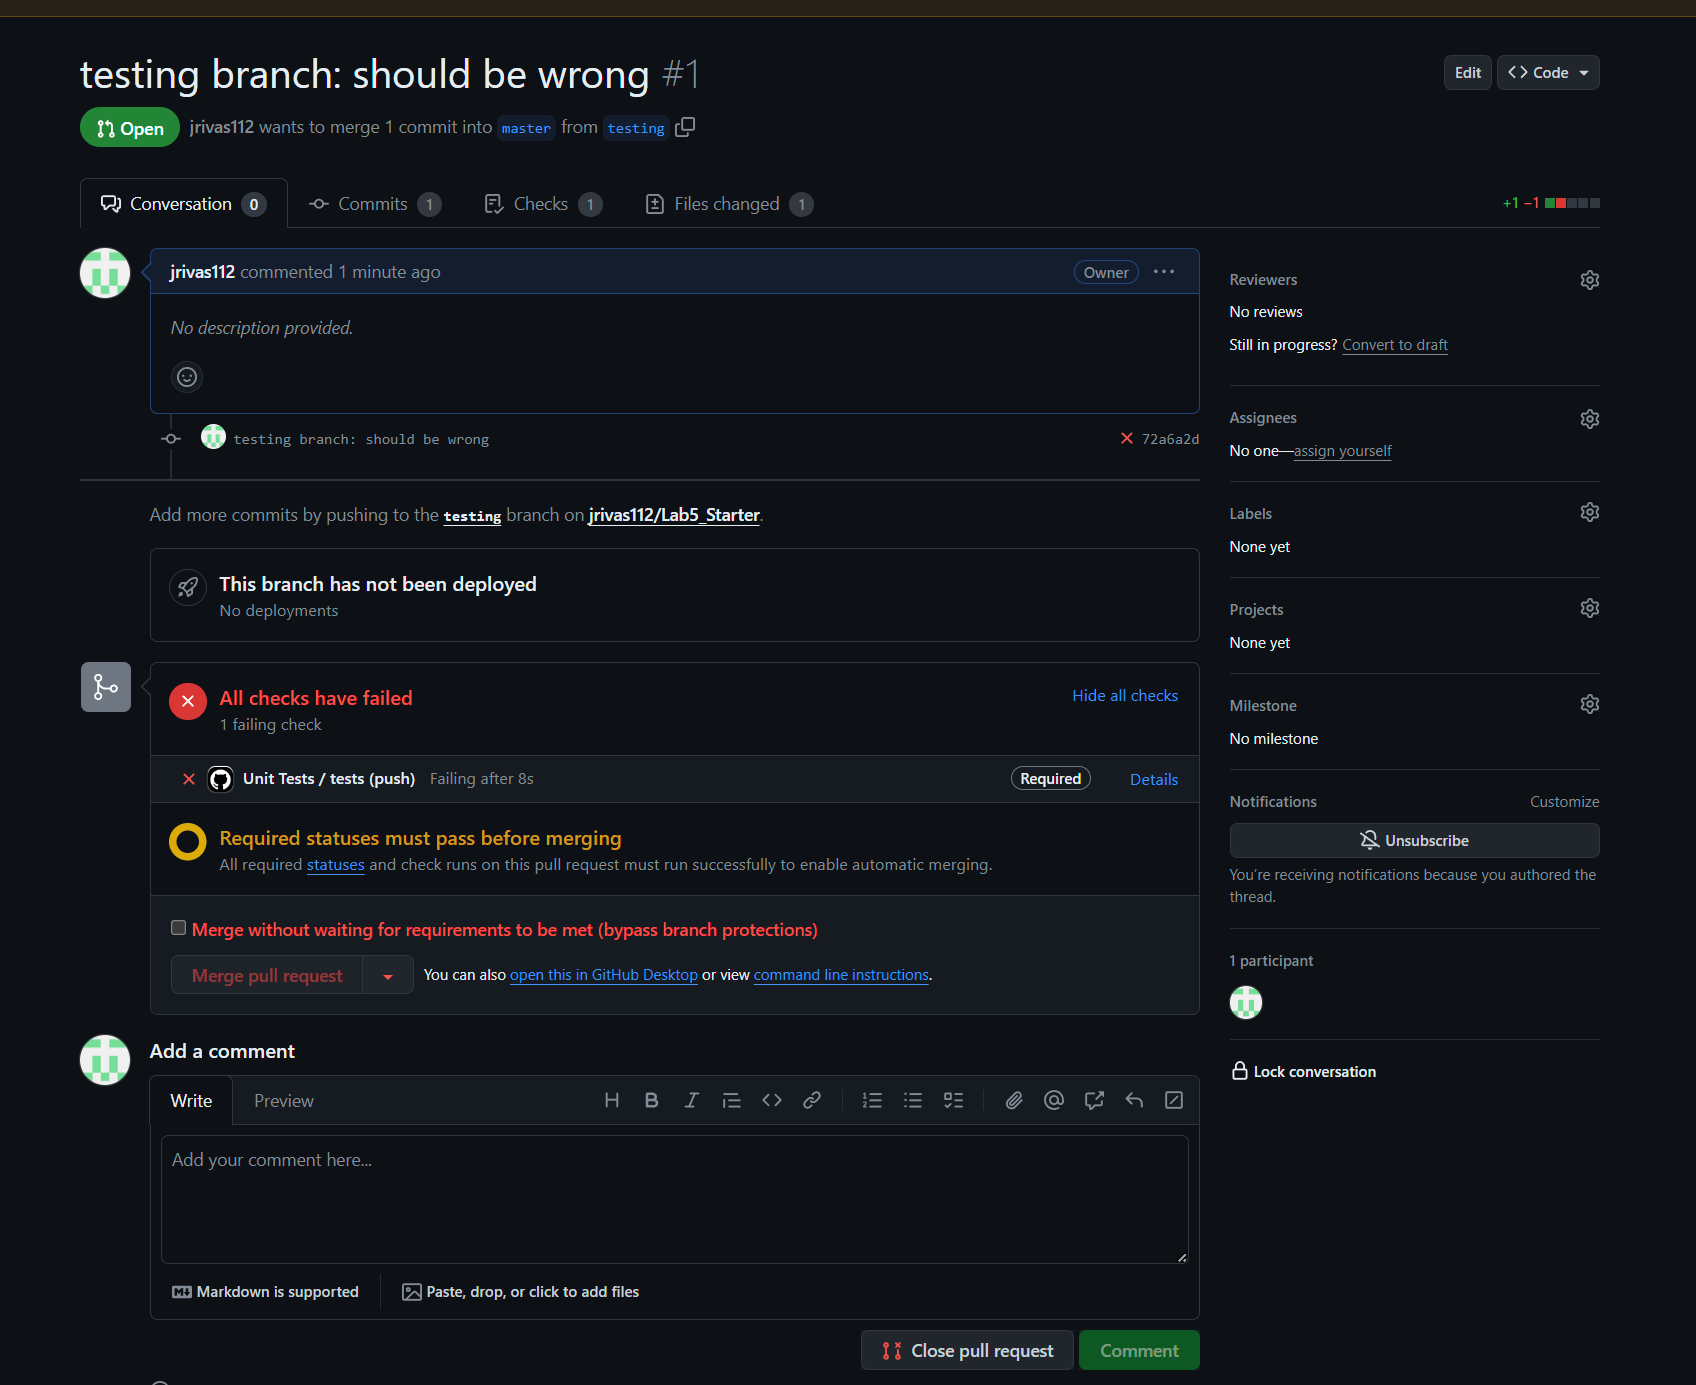 testing branch: should be wrong #1
Edit
Code
Open
jrivas112 wants to merge 1 commit into master from testing
Conversation 0
Commits 1
Checks 1
Files changed 1
+1 −1
jrivas112 commented 1 minute ago
Owner
No description provided.
testing branch: should be wrong
72a6a2d
Add more commits by pushing to the testing branch on jrivas112/Lab5_Starter.
This branch has not been deployed
No deployments
All checks have failed
1 failing check
Hide all checks
Unit Tests / tests (push) Failing after 8s
Required
Details
Required statuses must pass before merging
All required statuses and check runs on this pull request must run successfully to enable automatic merging.
Merge without waiting for requirements to be met (bypass branch protections)
Merge pull request
You can also open this in GitHub Desktop or view command line instructions.
Add a comment
Write
Preview
Add your comment here...
Markdown is supported
Paste, drop, or click to add files
Close pull request
Comment
Reviewers
No reviews
Still in progress? Convert to draft
Assignees
No one—assign yourself
Labels
None yet
Projects
None yet
Milestone
No milestone
Notifications
Customize
Unsubscribe
You're receiving notifications because you authored the
thread.
1 participant
Lock conversation